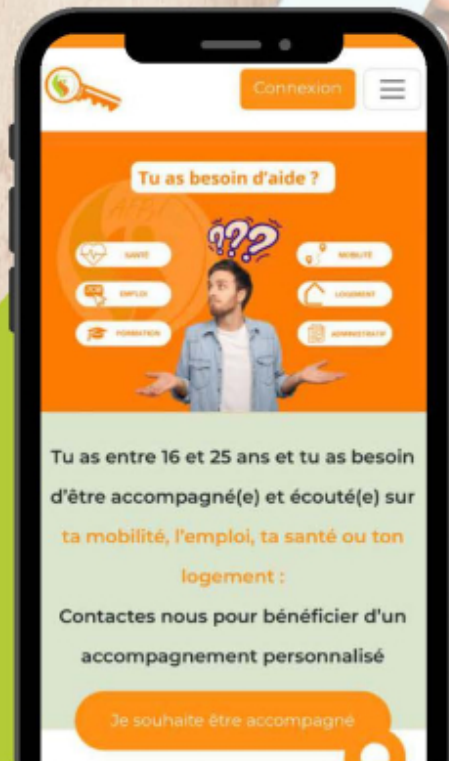 Connexion
Tu as besoin d'aide ?
???
SANTÉ
MOBILITÉ
JOB
EMPLOI
LOGEMENT
FORMATION
ADMINISTRATIF
Tu as entre 16 et 25 ans et tu as besoin
d'être accompagné(e) et écouté(e) sur
ta mobilité, l'emploi, ta santé ou ton
logement :
Contactes nous pour bénéficier d'un
accompagnement personnalisé
Je souhaite être accompagné